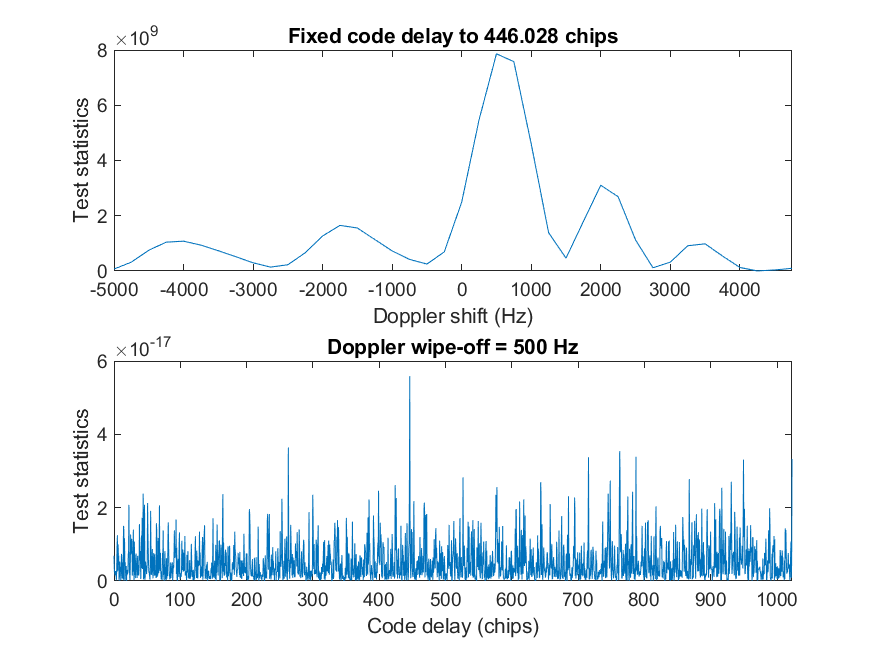 Fixed code delay to 446.028 chips
×10^9
8
6
4
2
0
Test statistics
-5000 -4000 -3000 -2000 -1000 0 1000 2000 3000 4000
Doppler shift (Hz)
Doppler wipe-off = 500 Hz
×10^-17
6
4
2
0
Test statistics
0 100 200 300 400 500 600 700 800 900 1000
Code delay (chips)